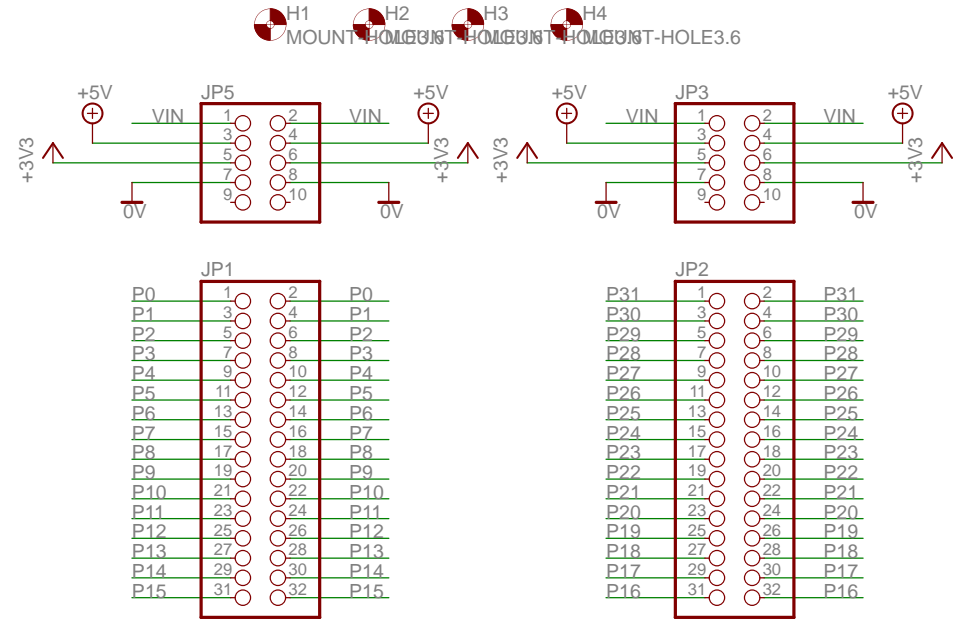 H1 H2 H3 H4
MOUNT-HOLE3.6 MOUNT-HOLE3.6 MOUNT-HOLE3.6 MOUNT-HOLE3.6
+5V JP5 +5V +5V JP3 +5V
VIN 1 2 VIN VIN 1 2 VIN
3 4 3 4
+3V3 5 6 +3V3 +3V3 5 6 +3V3
7 8 7 8
0V 9 10 0V 0V 9 10 0V
JP1 JP2
P0 1 2 P0 P31 1 2 P31
P1 3 4 P1 P30 3 4 P30
P2 5 6 P2 P29 5 6 P29
P3 7 8 P3 P28 7 8 P28
P4 9 10 P4 P27 9 10 P27
P5 11 12 P5 P26 11 12 P26
P6 13 14 P6 P25 13 14 P25
P7 15 16 P7 P24 15 16 P24
P8 17 18 P8 P23 17 18 P23
P9 19 20 P9 P22 19 20 P22
P10 21 22 P10 P21 21 22 P21
P11 23 24 P11 P20 23 24 P20
P12 25 26 P12 P19 25 26 P19
P13 27 28 P13 P18 27 28 P18
P14 29 30 P14 P17 29 30 P17
P15 31 32 P15 P16 31 32 P16